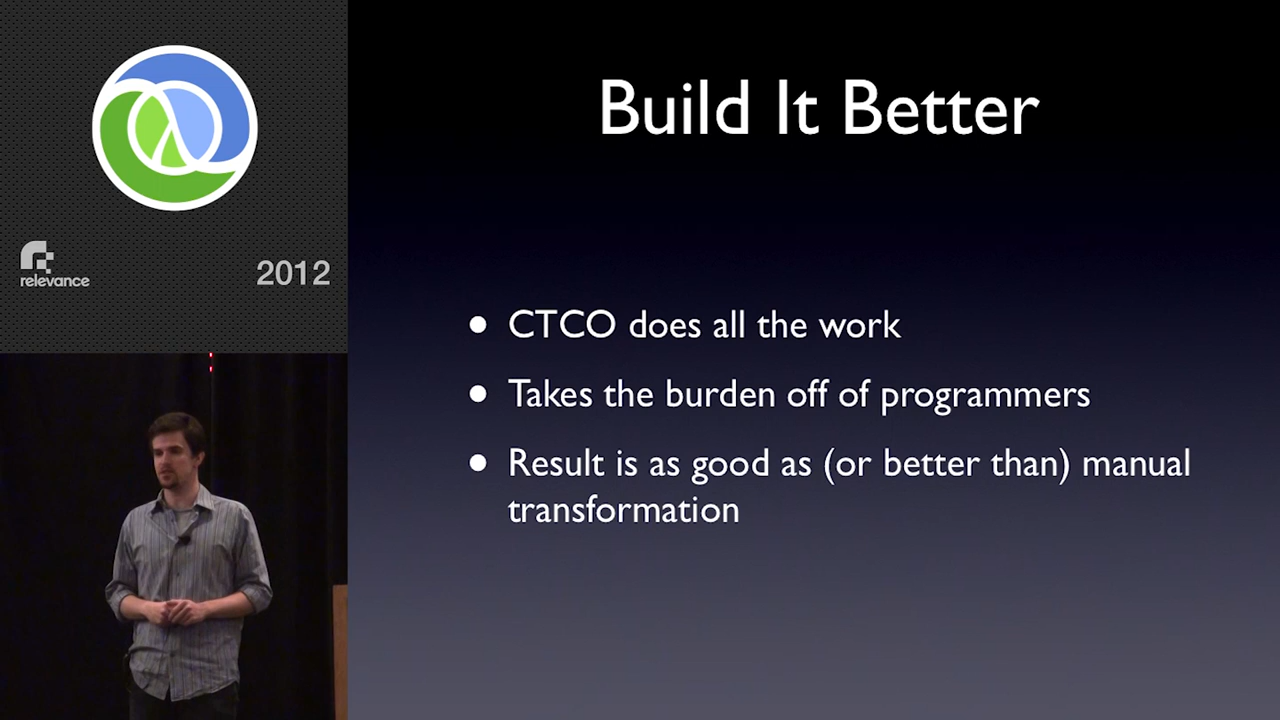 relevance
2012
Build It Better
• CTCO does all the work
• Takes the burden off of programmers
• Result is as good as (or better than) manual
transformation